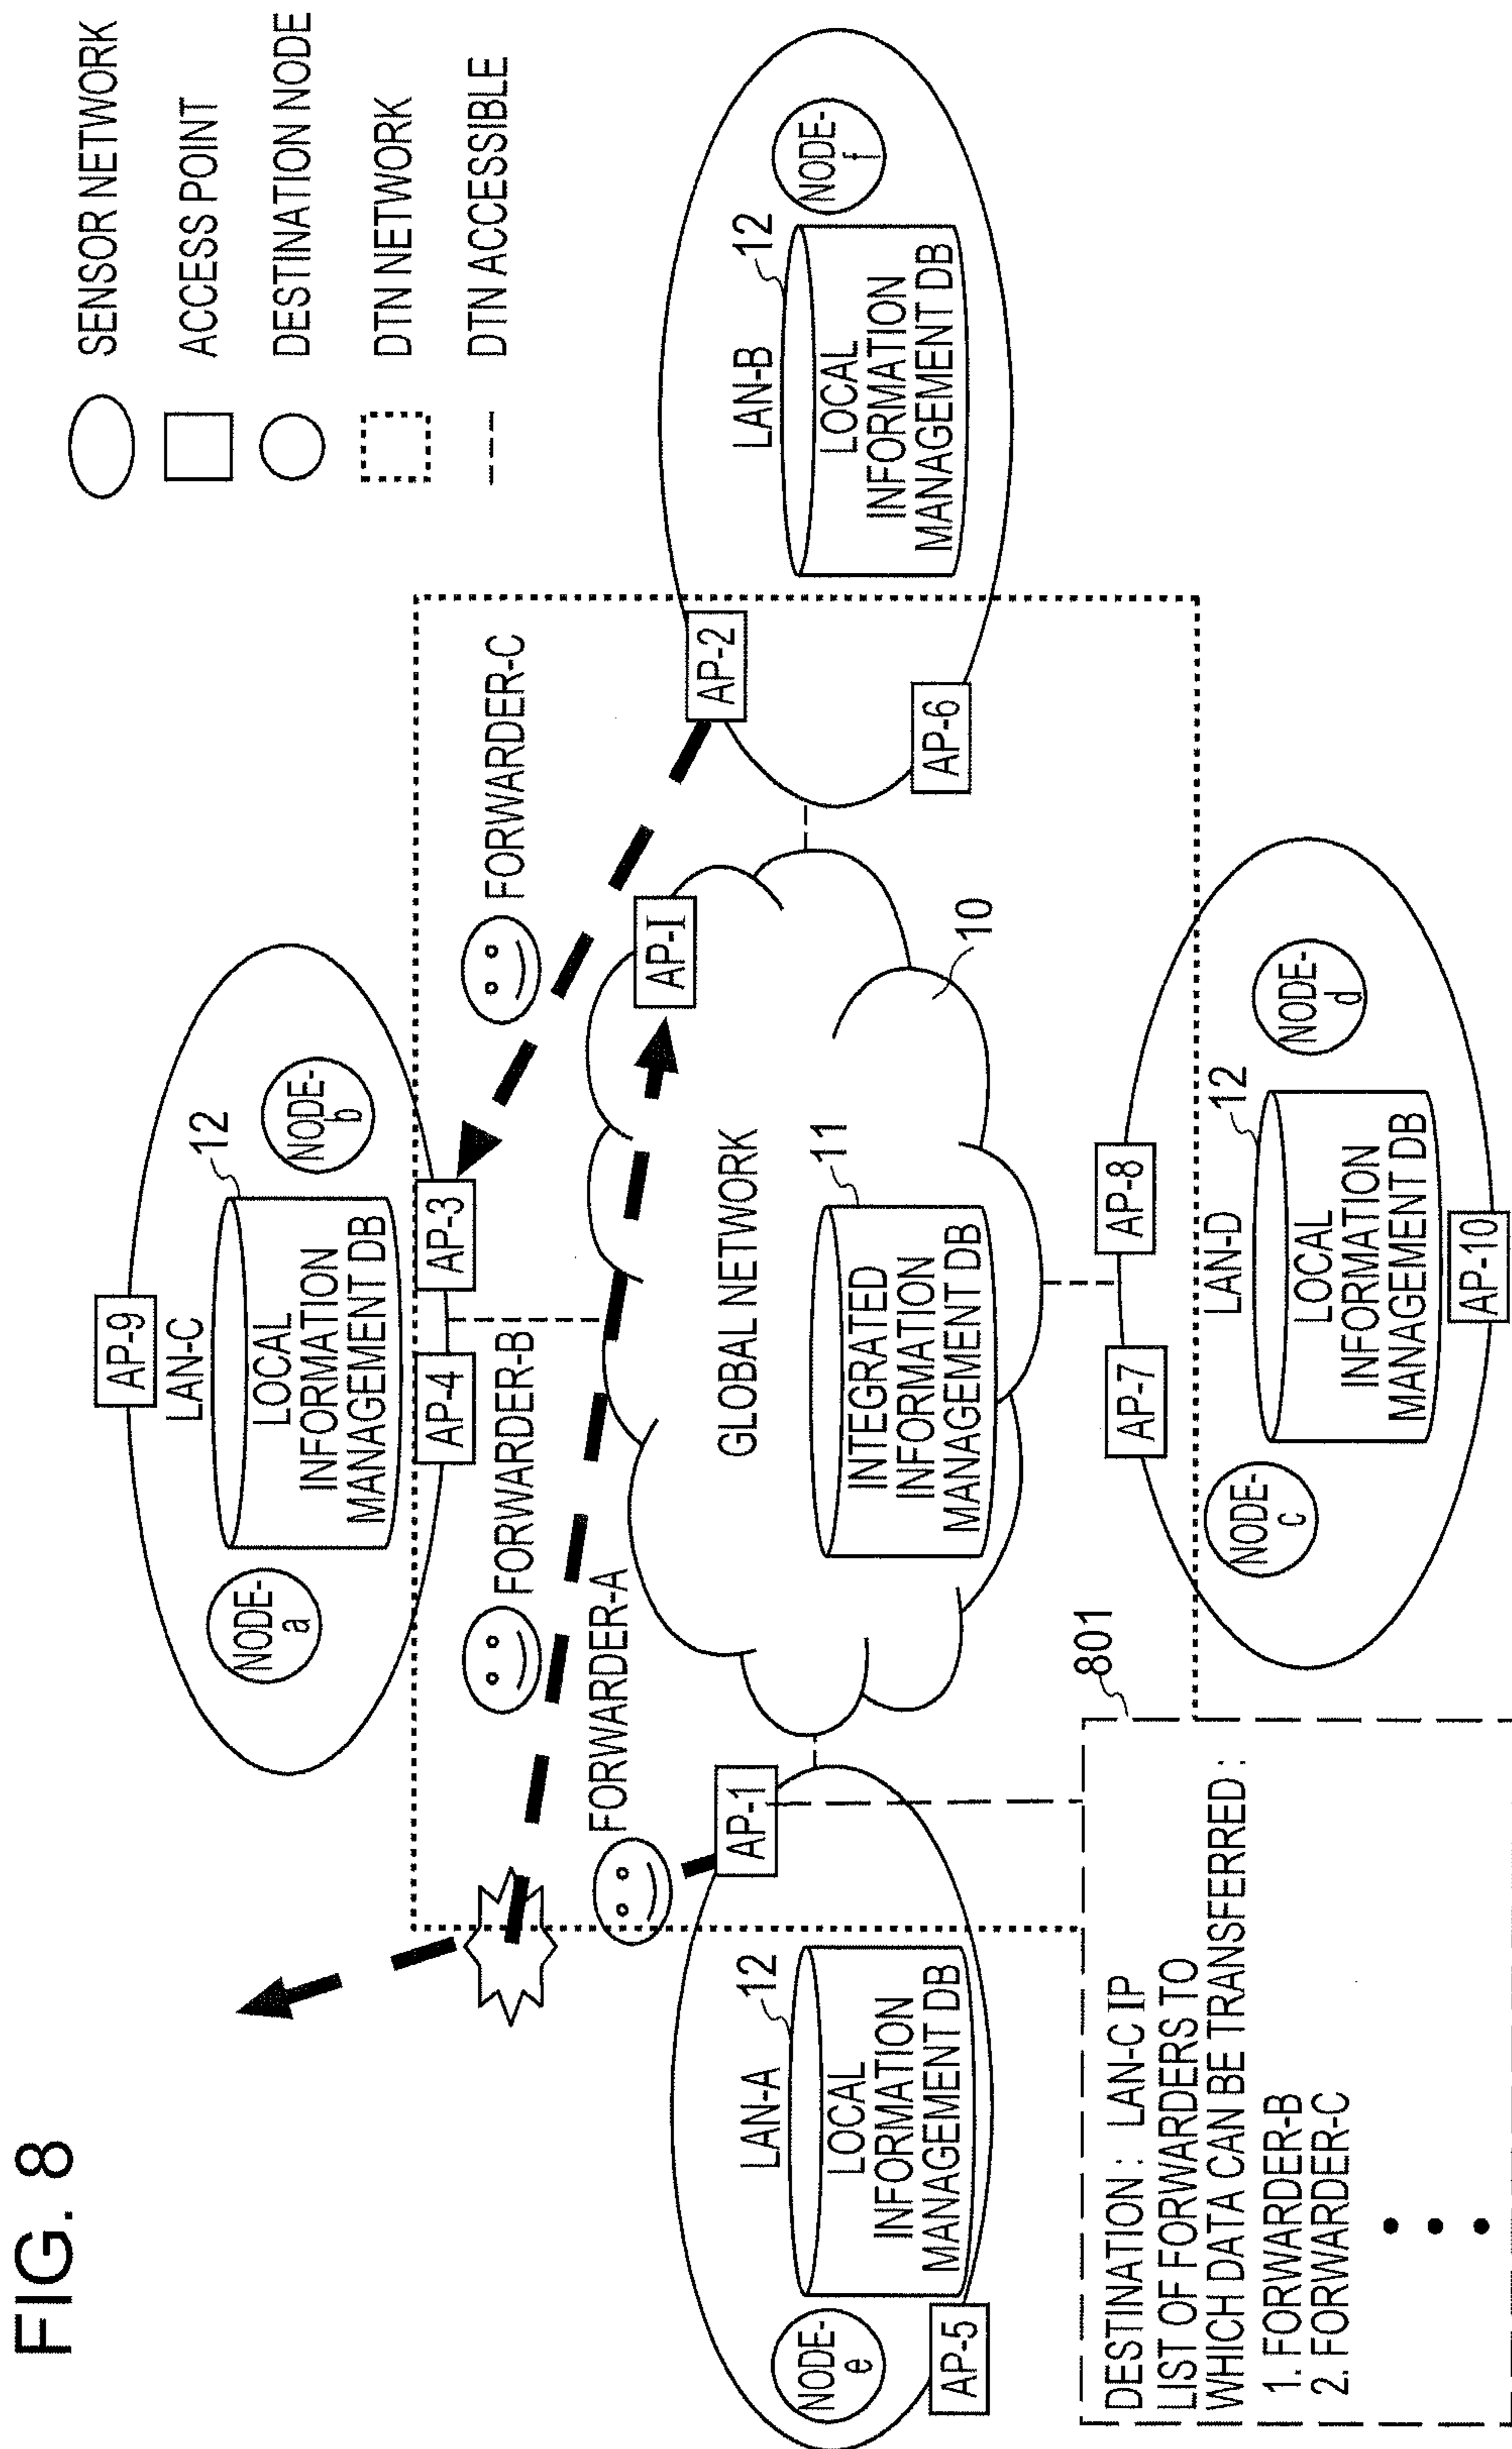 FIG. 8
SENSOR NETWORK
ACCESS POINT
DESTINATION NODE
DTN NETWORK
DTN ACCESSIBLE
AP-9
LAN-C
12
LOCAL
INFORMATION
MANAGEMENT DB
NODE-
a
NODE-
b
AP-4
AP-3
FORWARDER-B
FORWARDER-C
FORWARDER-A
LAN-A
12
LOCAL
INFORMATION
MANAGEMENT DB
NODE-
e
AP-5
AP-1
AP-I
GLOBAL NETWORK
11
INTEGRATED
INFORMATION
MANAGEMENT DB
10
AP-2
AP-6
LAN-B
12
LOCAL
INFORMATION
MANAGEMENT DB
NODE-
f
801
DESTINATION : LAN-C IP
LIST OF FORWARDERS TO
WHICH DATA CAN BE TRANSFERRED :
1. FORWARDER-B
2. FORWARDER-C
AP-7
AP-8
LAN-D
12
LOCAL
INFORMATION
MANAGEMENT DB
NODE-
c
NODE-
d
AP-10